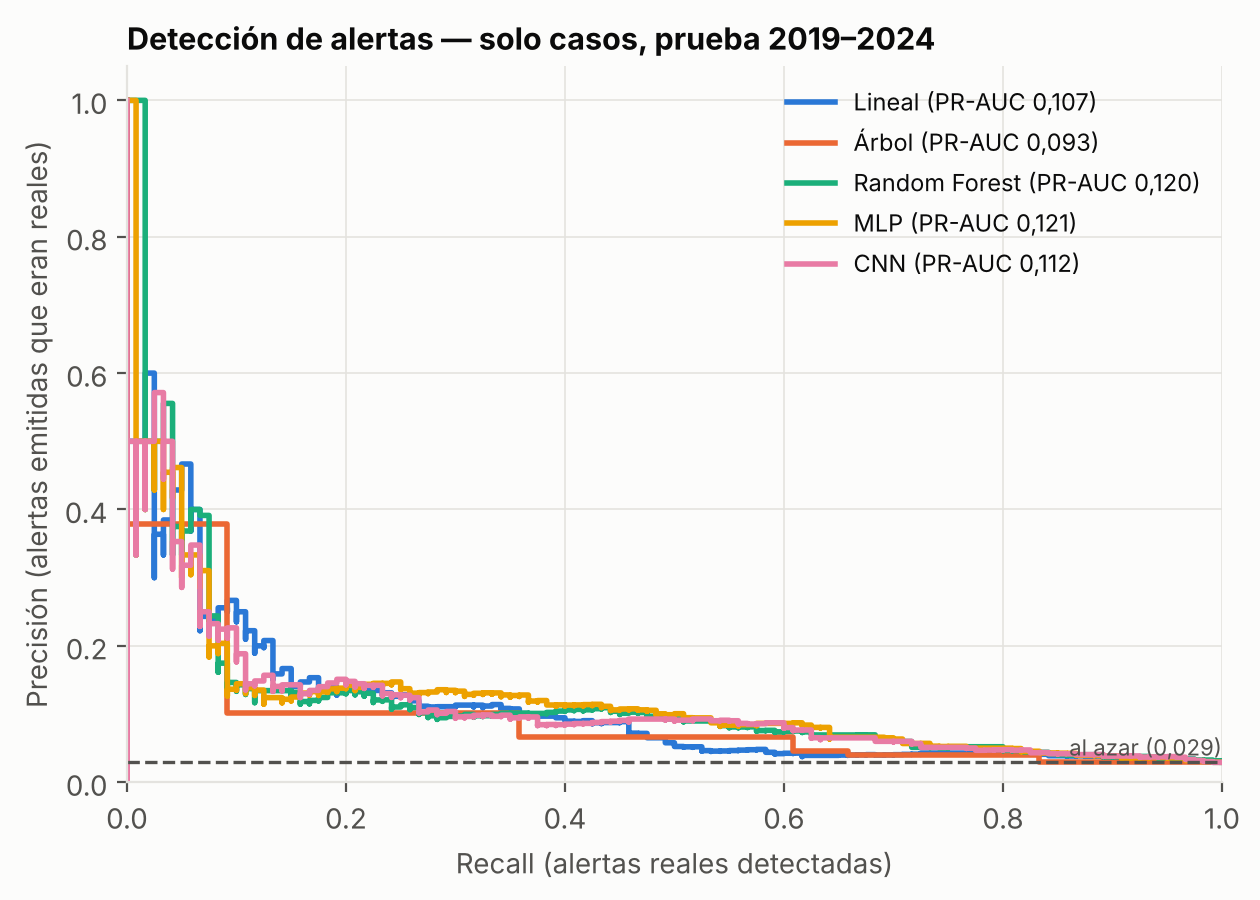 Detección de alertas — solo casos, prueba 2019–2024
Precisión (alertas emitidas que eran reales)
1.0
0.8
0.6
0.4
0.2
0.0
Lineal (PR-AUC 0,107)
Árbol (PR-AUC 0,093)
Random Forest (PR-AUC 0,120)
MLP (PR-AUC 0,121)
CNN (PR-AUC 0,112)
al azar (0,029)
0.0 0.2 0.4 0.6 0.8 1.0
Recall (alertas reales detectadas)